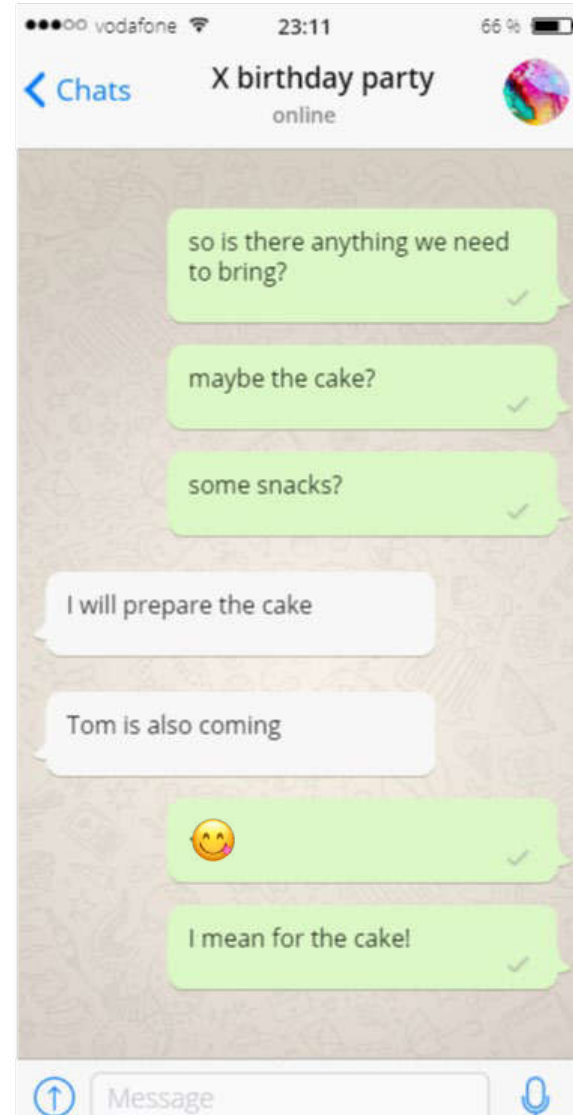 vodafone 23:11 66 %
Chats X birthday party
online
so is there anything we need
to bring?
maybe the cake?
some snacks?
I will prepare the cake
Tom is also coming
😋
I mean for the cake!
Message